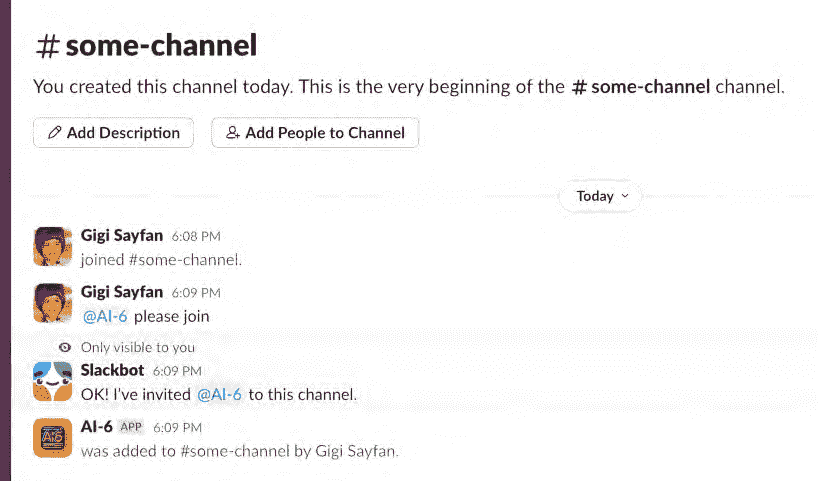 # some-channel
You created this channel today. This is the very beginning of the # some-channel channel.
Add Description Add People to Channel
Today
Gigi Sayfan 6:08 PM
joined #some-channel.
Gigi Sayfan 6:09 PM
@AI-6 please join
Only visible to you
Slackbot 6:09 PM
OK! I've invited @AI-6 to this channel.
AI-6 APP 6:09 PM
AI6
was added to #some-channel by Gigi Sayfan.